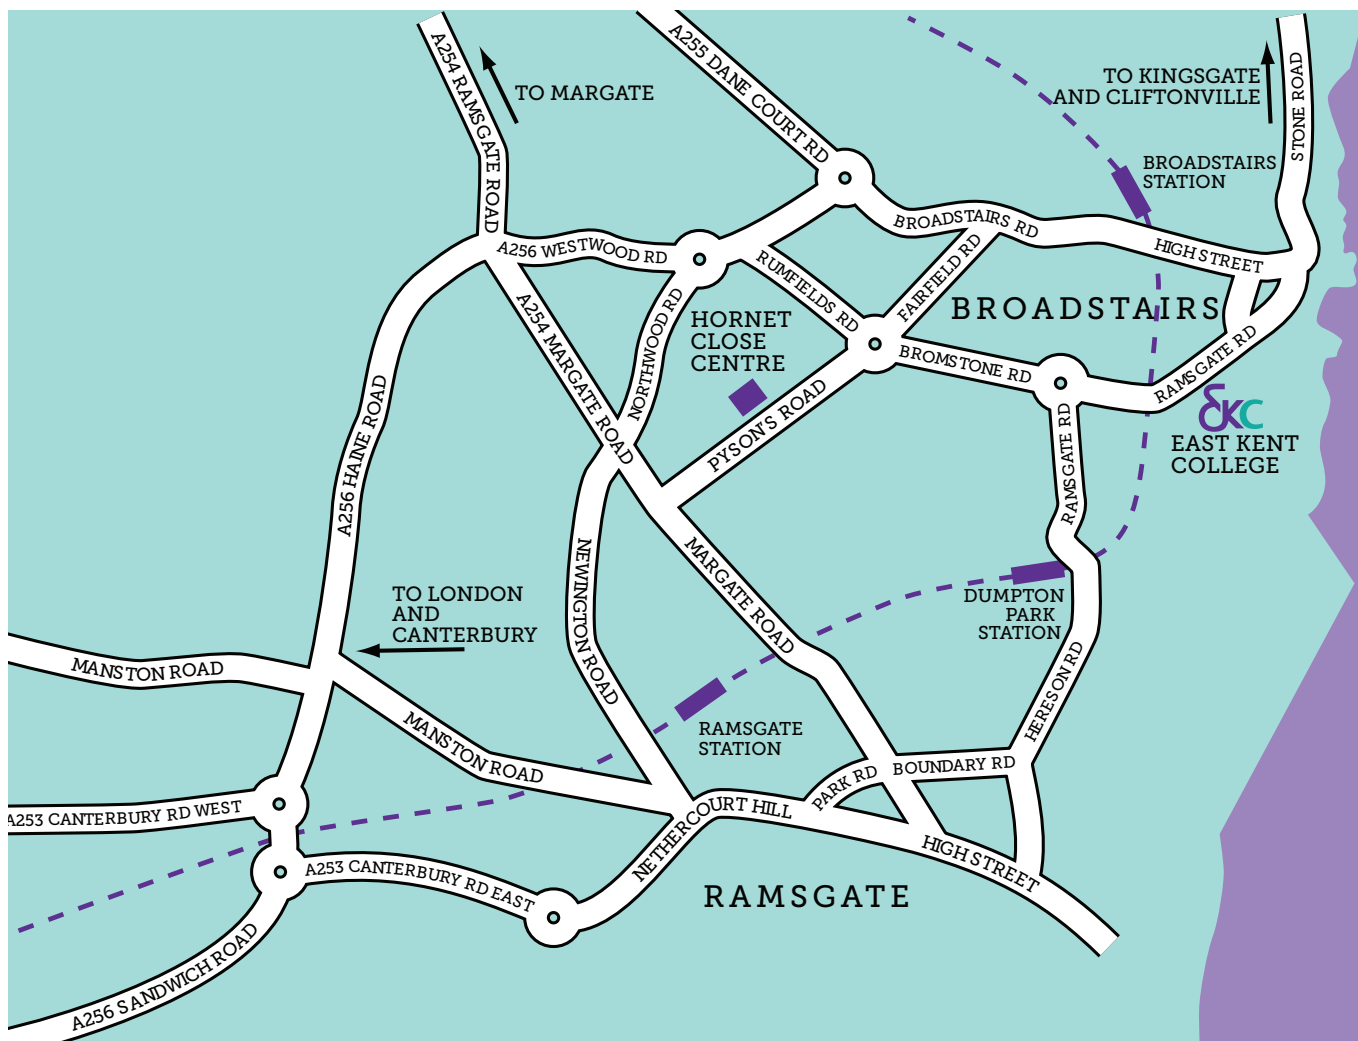 A254 RAMSGATE ROAD
TO MARGATE
A255 DANE COURT RD
TO KINGSGATE
AND CLIFTONVILLE
STONE ROAD
BROADSTAIRS
STATION
BROADSTAIRS RD
HIGH STREET
A256 WESTWOOD RD
RUMFIELDS RD
FAIRFIELD RD
BROADSTAIRS
A254 MARGATE ROAD
NORTHWOOD RD
HORNET
CLOSE
CENTRE
BROMSTONE RD
RAMSGATE RD
EKC
EAST KENT
COLLEGE
A256 HAINE ROAD
PYSON'S ROAD
RAMSGATE RD
NEWINGTON ROAD
MARGATE ROAD
TO LONDON
AND
CANTERBURY
DUMPTON
PARK
STATION
MANSTON ROAD
MANSTON ROAD
RAMSGATE
STATION
HERESON RD
PARK RD
BOUNDARY RD
A253 CANTERBURY RD WEST
NETHERCOURT HILL
HIGH STREET
A253 CANTERBURY RD EAST
RAMSGATE
A256 SANDWICH ROAD